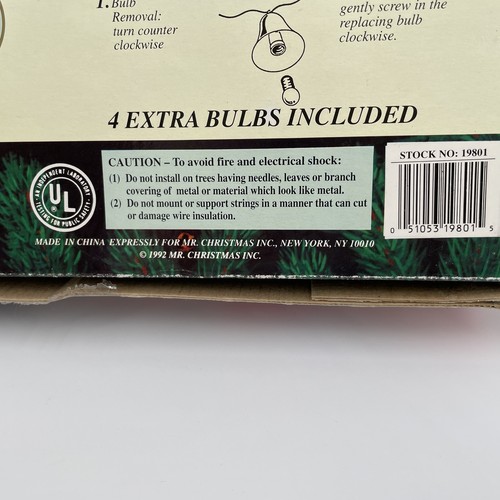 1. Bulb
Removal:
turn counter
clockwise
gently screw in the
replacing bulb
clockwise.
4 EXTRA BULBS INCLUDED
AN INDEPENDENT LABORATORY
UL
TESTING FOR PUBLIC SAFETY
CAUTION – To avoid fire and electrical shock:
(1) Do not install on trees having needles, leaves or branch
covering of metal or material which look like metal.
(2) Do not mount or support strings in a manner that can cut
or damage wire insulation.
STOCK NO: 19801
0 51053 19801 5
MADE IN CHINA EXPRESSLY FOR MR. CHRISTMAS INC., NEW YORK, NY 10010
© 1992 MR. CHRISTMAS INC.